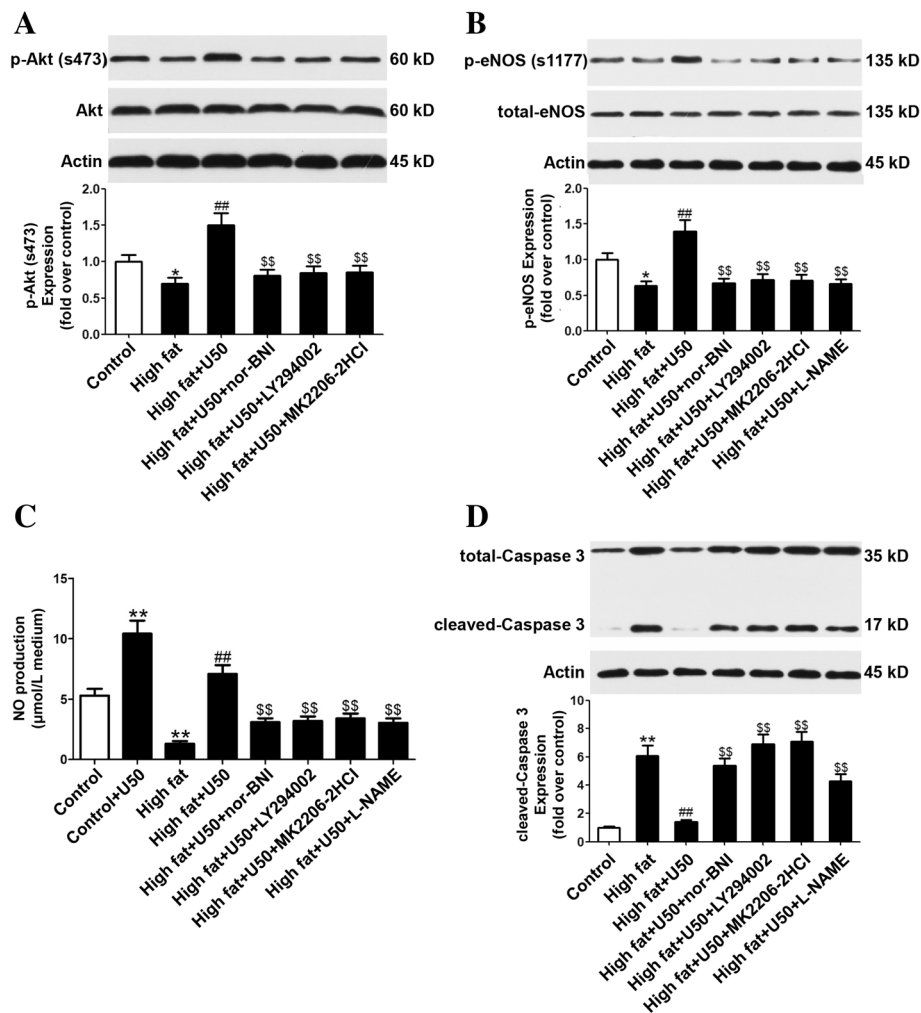 A
p-Akt (s473)
60 kD
Akt
60 kD
Actin
45 kD
p-Akt (s473)
Expression
(fold over control)
2.0
1.5
1.0
0.5
0.0
*
##
$$
$$
$$
Control
High fat
High fat+U50
High fat+U50+nor-BNI
High fat+U50+LY294002
High fat+U50+MK2206-2HCl
B
p-eNOS (s1177)
135 kD
total-eNOS
135 kD
Actin
45 kD
p-eNOS Expression
(fold over control)
2.0
1.5
1.0
0.5
0.0
*
##
$$
$$
$$
$$
Control
High fat
High fat+U50
High fat+U50+nor-BNI
High fat+U50+LY294002
High fat+U50+MK2206-2HCl
High fat+U50+L-NAME
C
NO production
(µmol/L medium)
15
10
5
0
**
**
##
$$
$$
$$
$$
Control
Control+U50
High fat
High fat+U50
High fat+U50+nor-BNI
High fat+U50+LY294002
High fat+U50+MK2206-2HCl
High fat+U50+L-NAME
D
total-Caspase 3
35 kD
cleaved-Caspase 3
17 kD
Actin
45 kD
cleaved-Caspase 3
Expression
(fold over control)
10
8
6
4
2
0
**
##
$$
$$
$$
$$
Control
High fat
High fat+U50
High fat+U50+nor-BNI
High fat+U50+LY294002
High fat+U50+MK2206-2HCl
High fat+U50+L-NAME